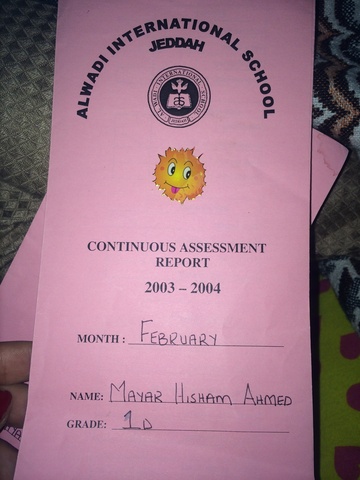 ALWADI INTERNATIONAL SCHOOL
JEDDAH
CONTINUOUS ASSESSMENT
REPORT
2003 – 2004
MONTH : FEBRUARY
NAME: MAYAR HISHAM AHMED
GRADE: 1D